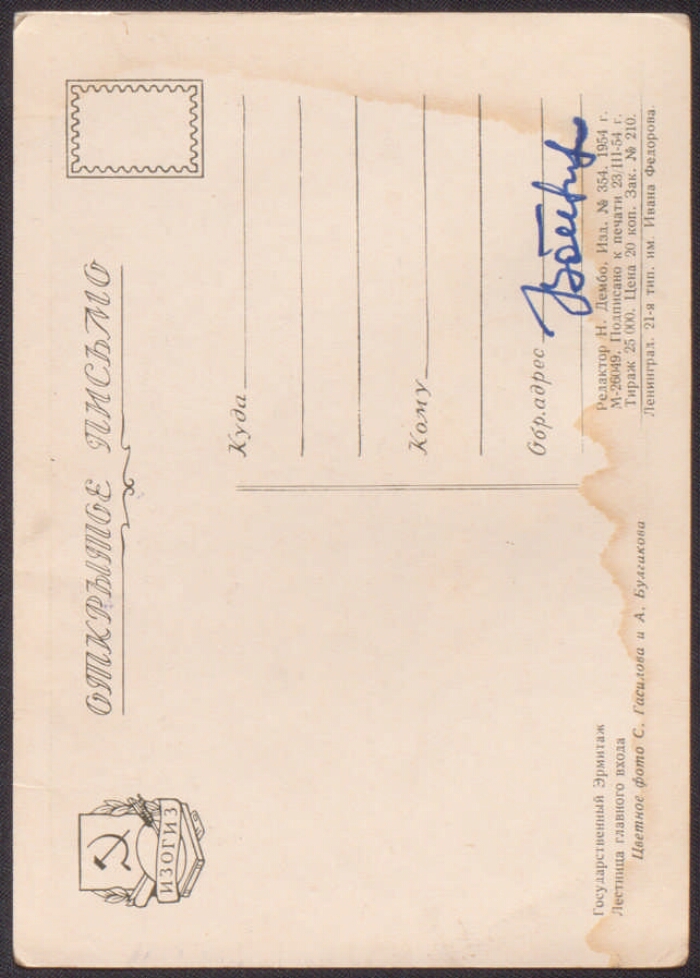 ИЗОГИЗ
ОТКРЫТОЕ ПИСЬМО
Куда
Кому
Обр. адрес
Редактор Н. Дембо, Изд. № 354. 1954 г.
М-26049. Подписано к печати 23/III-54 г.
Тираж 25 000. Цена 20 коп. Зак. № 210.
Ленинград. 21-я тип. им. Ивана Федорова.
Государственный Эрмитаж
Лестница главного входа
Цветное фото С. Гасилова и А. Булгакова